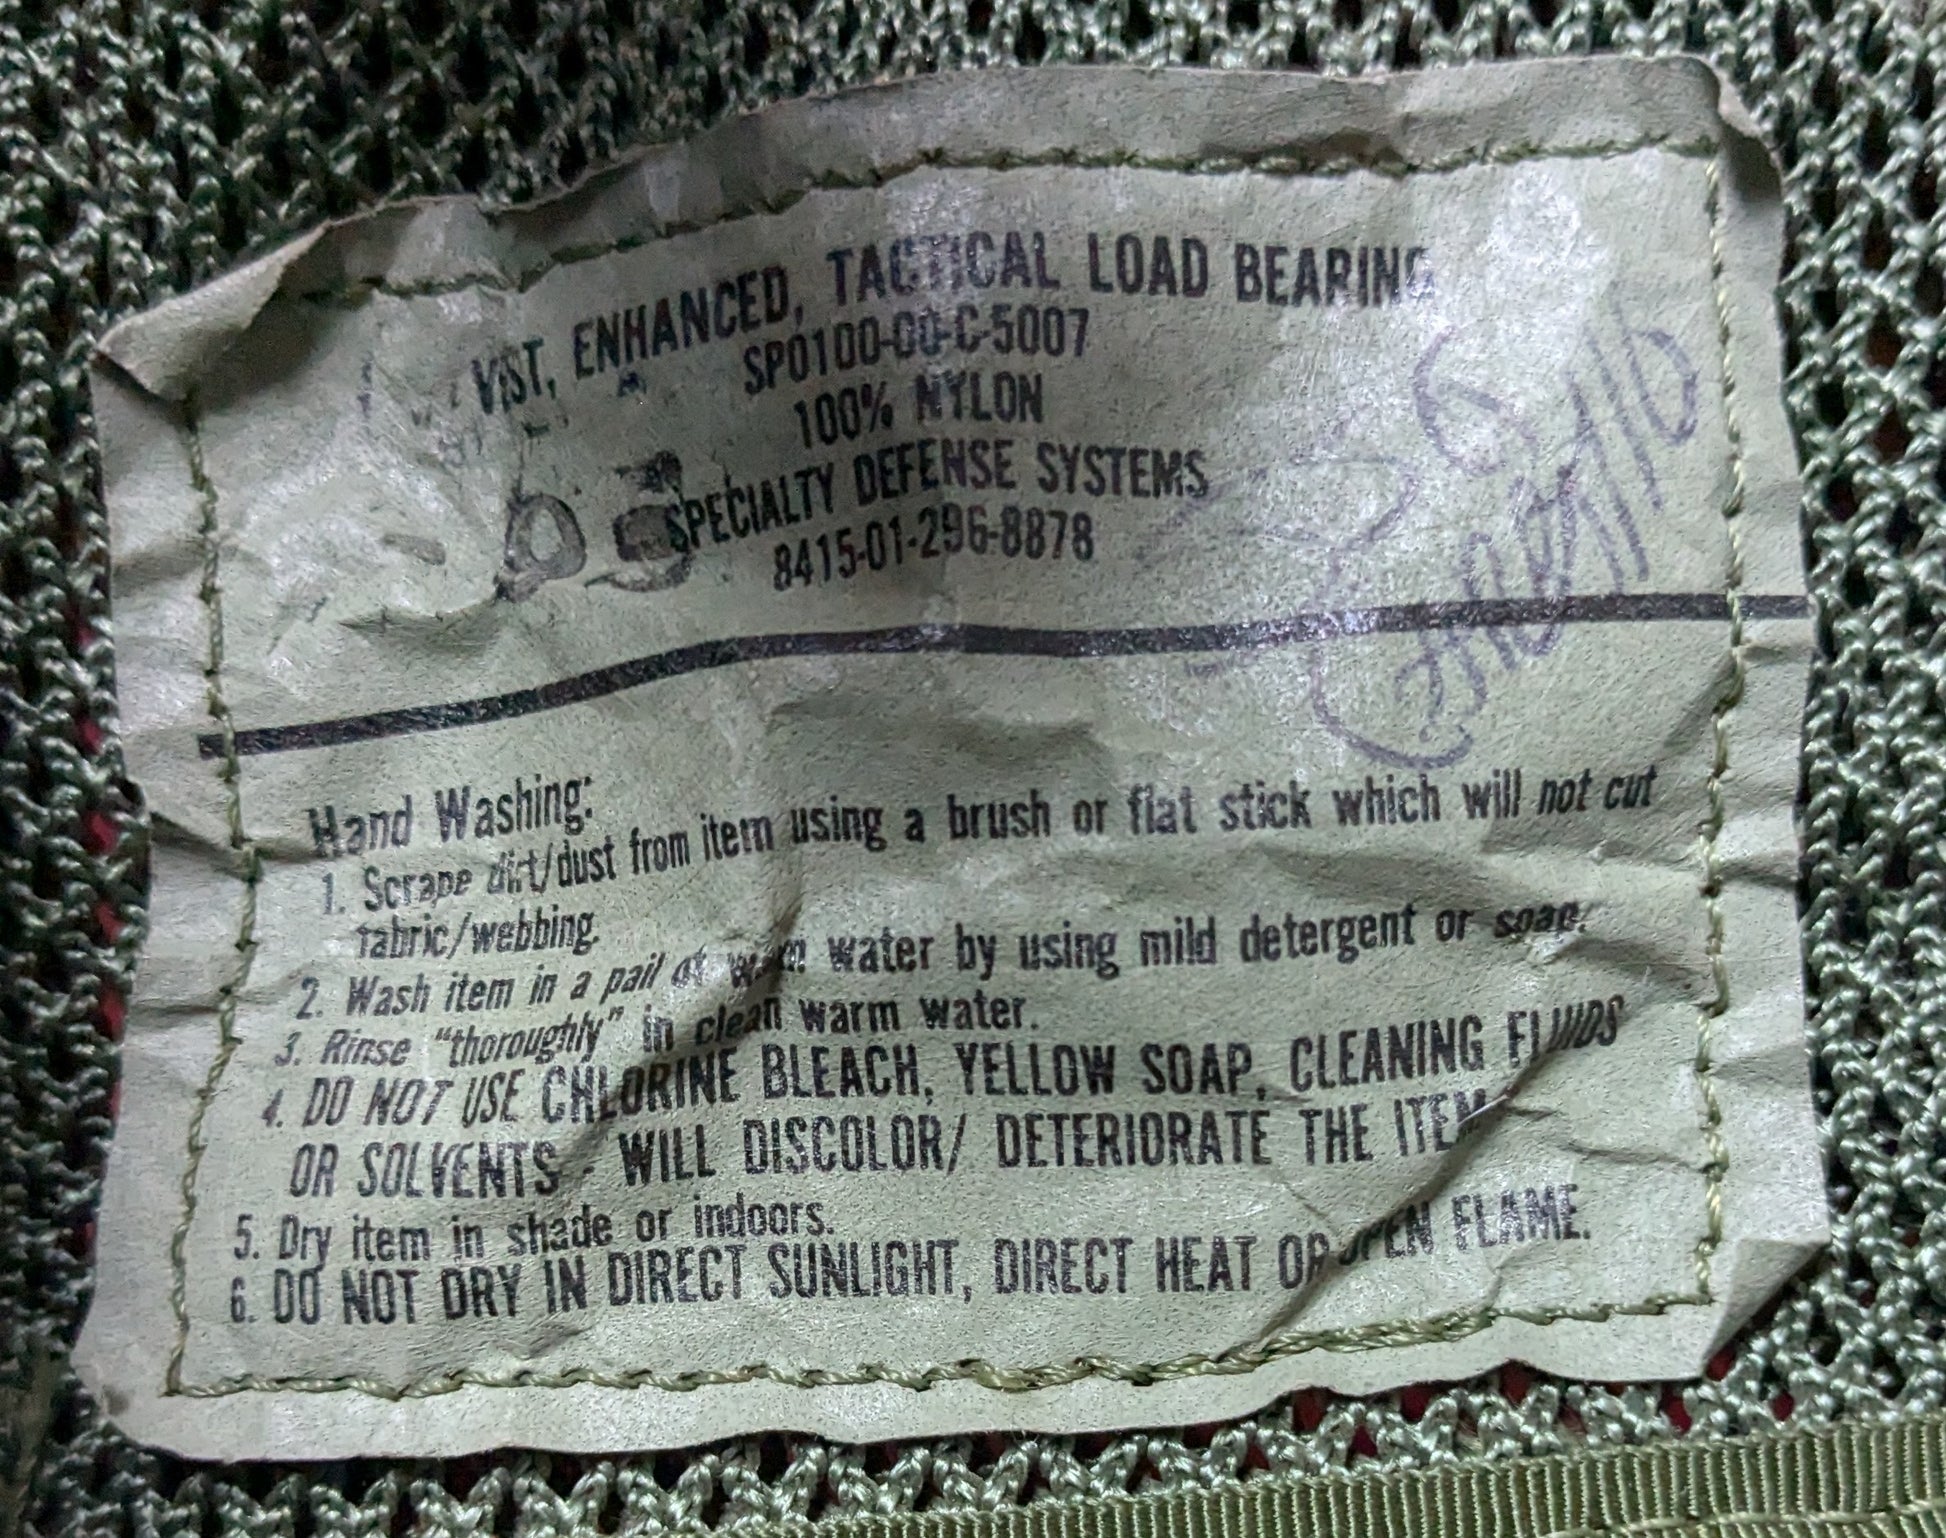 VEST, ENHANCED, TACTICAL LOAD BEARING
SP0100-00-C-5007
100% NYLON
05
SPECIALTY DEFENSE SYSTEMS
8415-01-296-8878
Hand Washing:
1. Scrape dirt/dust from item using a brush or flat stick which will not cut
fabric/webbing.
2. Wash item in a pail of warm water by using mild detergent or soap.
3. Rinse "thoroughly" in clean warm water.
4. DO NOT USE CHLORINE BLEACH, YELLOW SOAP, CLEANING FLUIDS
OR SOLVENTS - WILL DISCOLOR/ DETERIORATE THE ITEM
5. Dry item in shade or indoors.
6. DO NOT DRY IN DIRECT SUNLIGHT, DIRECT HEAT OR OPEN FLAME.